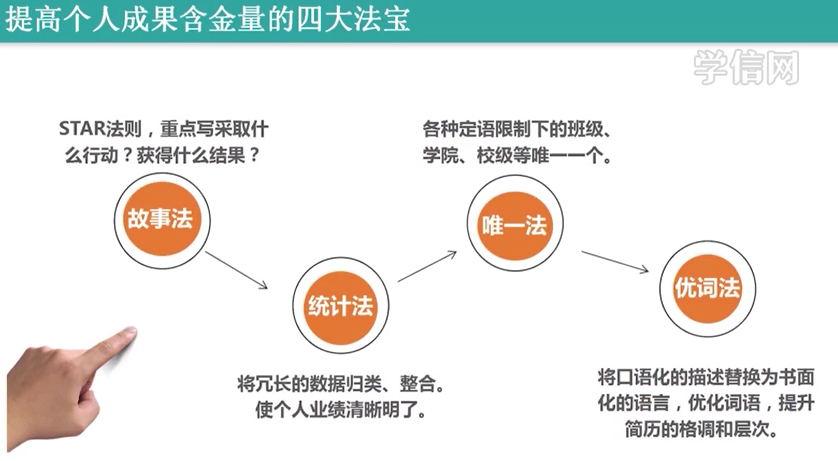 提高个人成果含金量的四大法宝
学信网
STAR法则，重点写采取什
么行动？获得什么结果？
故事法
各种定语限制下的班级、
学院、校级等唯一一个。
唯一法
统计法
将冗长的数据归类、整合。
使个人业绩清晰明了。
优词法
将口语化的描述替换为书面
化的语言，优化词语，提升
简历的格调和层次。